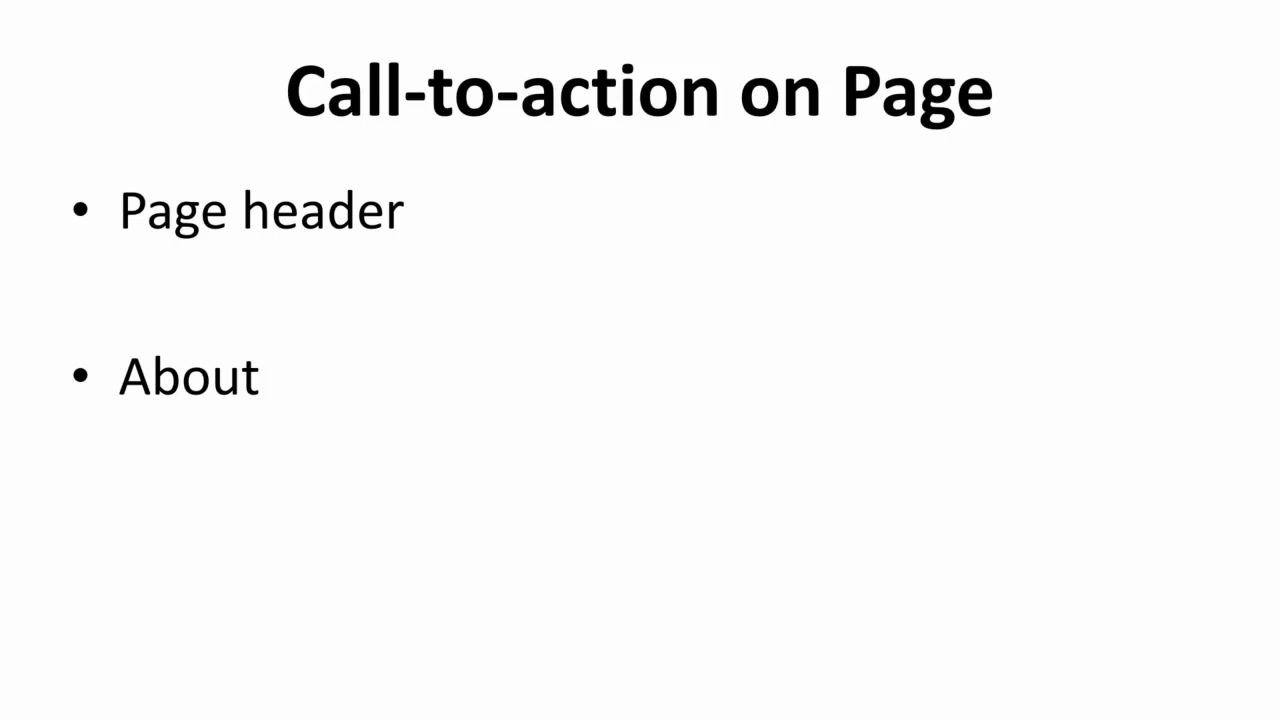 Call-to-action on Page
• Page header
• About